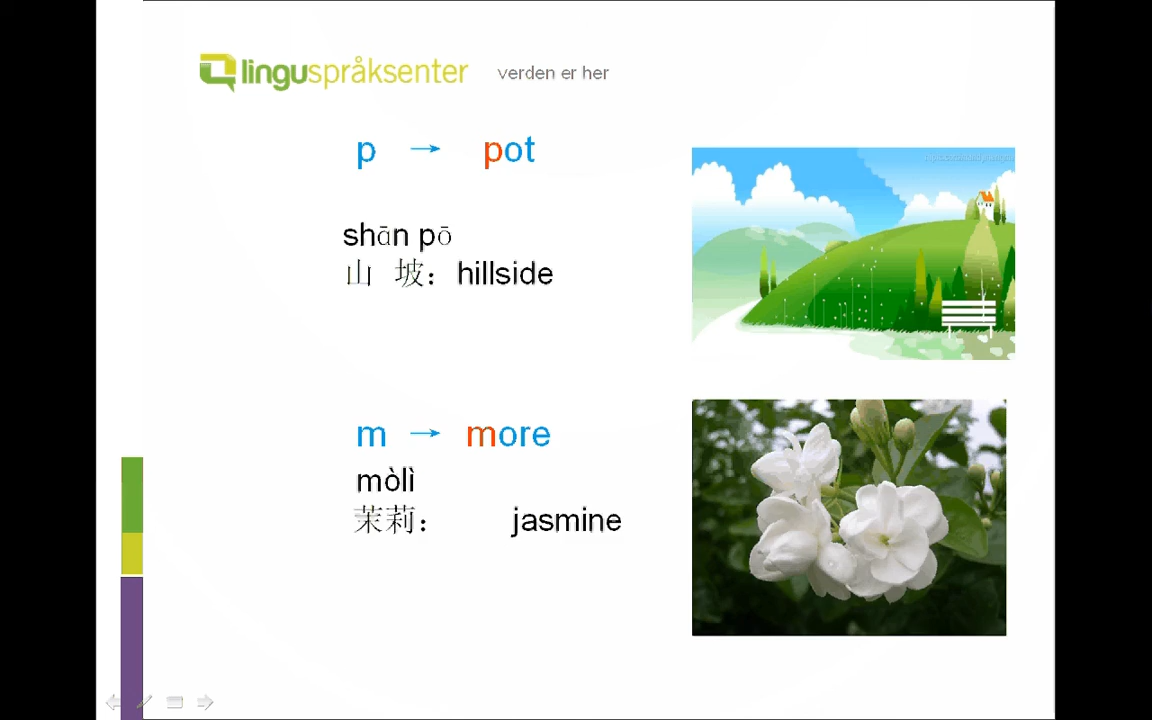 linguspråksenter verden er her
p → pot
shān pō
山 坡：hillside
m → more
mòlì
茉莉： jasmine